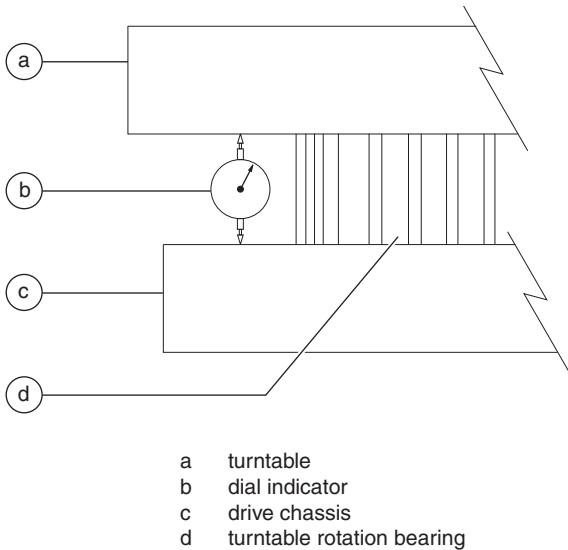 a
b
c
d
a turntable
b dial indicator
c drive chassis
d turntable rotation bearing